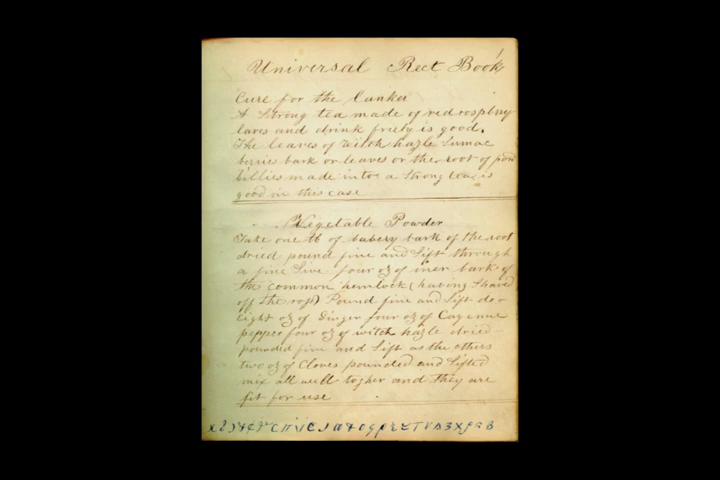 Universal Rect Book
Cure for the Canker
A Strong tea made of red rospbry
laves and drink friely is good.
The leaves of witch hazle Sumac
berries bark or leaves or the root of pon
lillies made into a strong tea is
good in this case
Vegetable Powder
Take one lb of babery bark of the root
dried pound fine and Sift through
a fine Sive four oz of iner bark of
the common hemlock (having Shaved
off the ross) Pound fine and Sift do
Eight oz of Ginger four oz of Cayenne
pepper four oz of witch hazle dried
pounded fine and Sift as the others
two oz of Cloves pounded and Sifted
mix all well togher and they are
fit for use